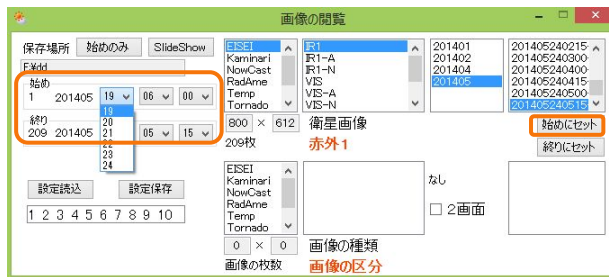 画像の閲覧
保存場所 始めのみ SlideShow
F:¥dd
始め
1 201405 19 06 00
終り
209 201405 05 15
19
20
21
22
23
24
設定読込 設定保存
1 2 3 4 5 6 7 8 9 10
EISEI
Kaminari
NowCast
RadAme
Temp
Tornado
IR1
IR1-A
IR1-N
VIS
VIS-A
VIS-N
201401
201402
201404
201405
201405240215
201405240300
201405240400
201405240415
201405240500
201405240515
800 × 612 衛星画像
209枚 赤外1
始めにセット
終りにセット
EISEI
Kaminari
NowCast
RadAme
Temp
Tornado
なし
2画面
0 × 0 画像の種類
画像の枚数 画像の区分